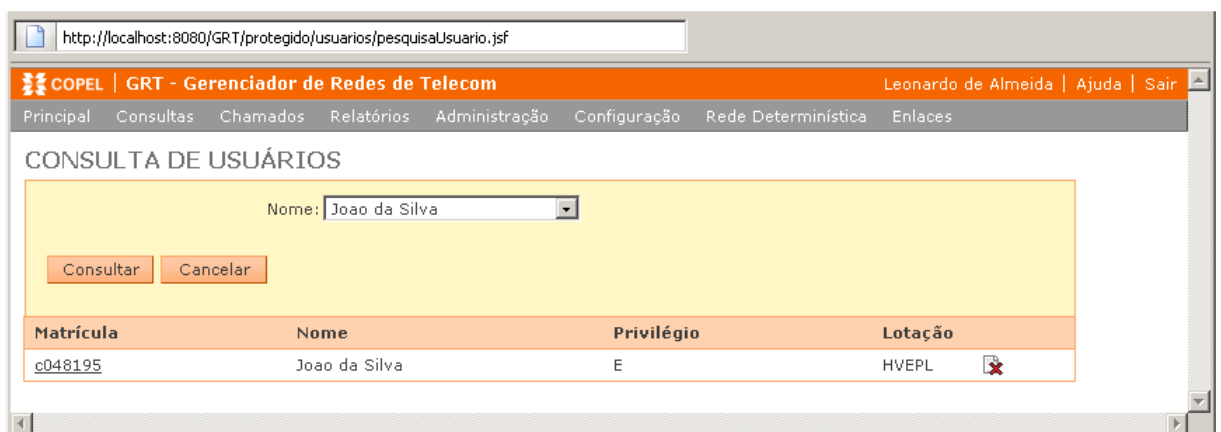 http://localhost:8080/GRT/protegido/usuarios/pesquisaUsuario.jsf
COPEL | GRT - Gerenciador de Redes de Telecom Leonardo de Almeida | Ajuda | Sair
Principal Consultas Chamados Relatórios Administração Configuração Rede Determinística Enlaces
CONSULTA DE USUÁRIOS
Nome: Joao da Silva
Consultar Cancelar
Matrícula Nome Privilégio Lotação
c048195 Joao da Silva E HVEPL